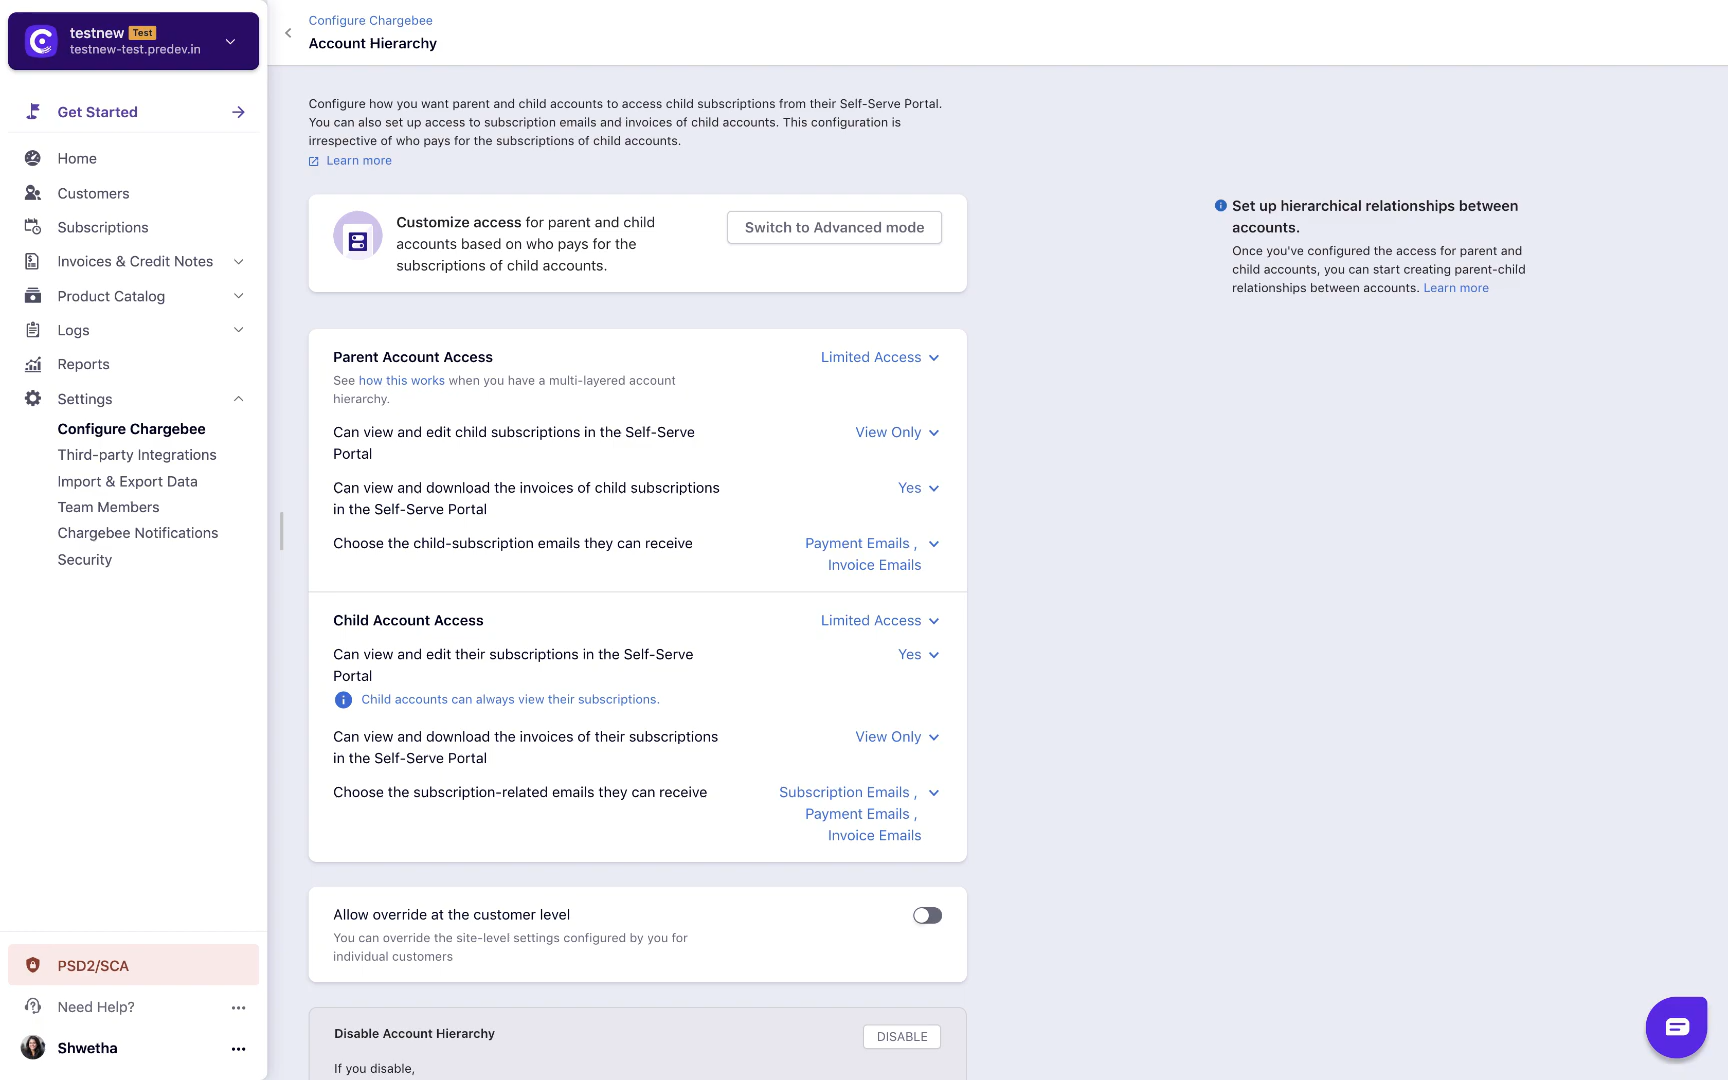 testnew Test
testnew-test.predev.in
Get Started
Home
Customers
Subscriptions
Invoices & Credit Notes
Product Catalog
Logs
Reports
Settings
Configure Chargebee
Third-party Integrations
Import & Export Data
Team Members
Chargebee Notifications
Security
PSD2/SCA
Need Help?
Shwetha
Configure Chargebee
Account Hierarchy
Configure how you want parent and child accounts to access child subscriptions from their Self-Serve Portal.
You can also set up access to subscription emails and invoices of child accounts. This configuration is
irrespective of who pays for the subscriptions of child accounts.
Learn more
Customize access for parent and child
accounts based on who pays for the
subscriptions of child accounts.
Switch to Advanced mode
Parent Account Access
Limited Access
See how this works when you have a multi-layered account
hierarchy.
Can view and edit child subscriptions in the Self-Serve
Portal
View Only
Can view and download the invoices of child subscriptions
in the Self-Serve Portal
Yes
Choose the child-subscription emails they can receive
Payment Emails ,
Invoice Emails
Child Account Access
Limited Access
Can view and edit their subscriptions in the Self-Serve
Portal
Yes
Child accounts can always view their subscriptions.
Can view and download the invoices of their subscriptions
in the Self-Serve Portal
View Only
Choose the subscription-related emails they can receive
Subscription Emails ,
Payment Emails ,
Invoice Emails
Allow override at the customer level
You can override the site-level settings configured by you for
individual customers
Disable Account Hierarchy
DISABLE
If you disable,
Set up hierarchical relationships between
accounts.
Once you've configured the access for parent and
child accounts, you can start creating parent-child
relationships between accounts. Learn more